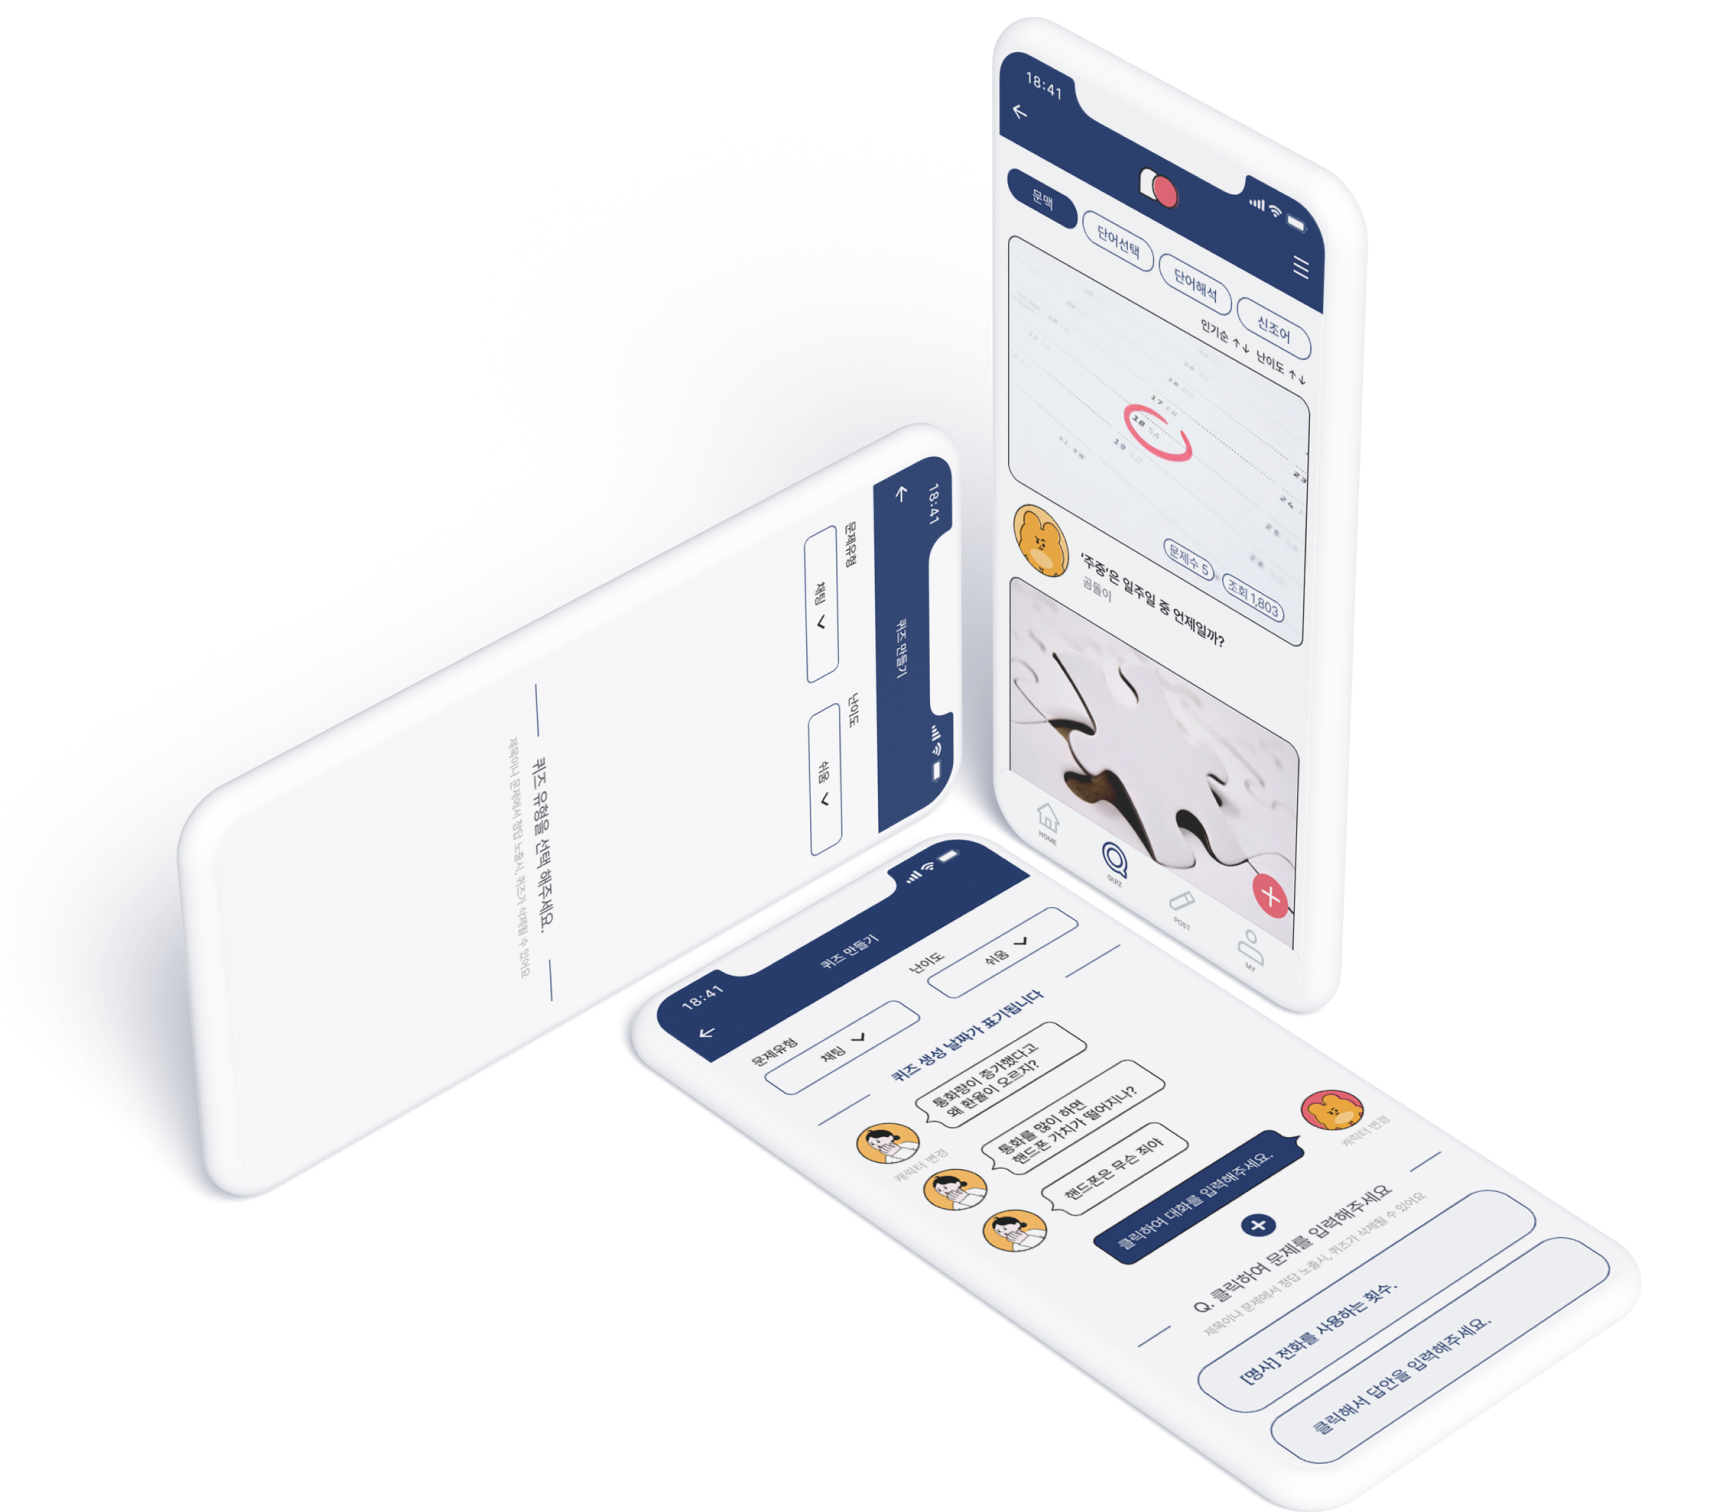 18:41
문맥
단어선택
단어해석
신조어
인기순 ↑↓ 난이도 ↑↓
17 FR
18 SA
19 SO
23
24
문제수 5
조회 1,803
'주중'은 일주일 중 언제일까?
곰돌이
HOME
QUIZ
POST
MY
18:41
퀴즈 만들기
문제유형
난이도
채팅
쉬움
퀴즈 유형을 선택 해주세요.
제목이나 문제에서 정답 노출시, 퀴즈가 삭제될 수 있어요
18:41
퀴즈 만들기
문제유형
난이도
채팅
쉬움
퀴즈 생성 날짜가 표기됩니다
통화량이 증가했다고
왜 환율이 오르지?
캐릭터 변경
통화를 많이 하면
핸드폰 가치가 떨어지나?
핸드폰은 무슨 죄야
클릭하여 대화를 입력해주세요.
캐릭터 변경
Q. 클릭하여 문제를 입력해주세요
제목이나 문제에서 정답 노출시, 퀴즈가 삭제될 수 있어요
[명사] 전화를 사용하는 횟수.
클릭해서 답안을 입력해주세요.